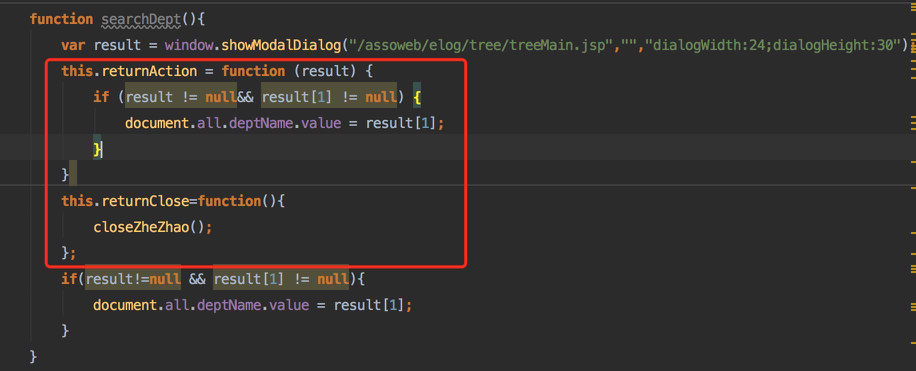 function searchDept(){
var result = window.showModalDialog("/assoweb/elog/tree/treeMain.jsp","","dialogWidth:24;dialogHeight:30")
this.returnAction = function (result) {
if (result != null&& result[1] != null) {
document.all.deptName.value = result[1];
}
}
this.returnClose=function(){
closeZheZhao();
};
if(result!=null && result[1] != null){
document.all.deptName.value = result[1];
}
}